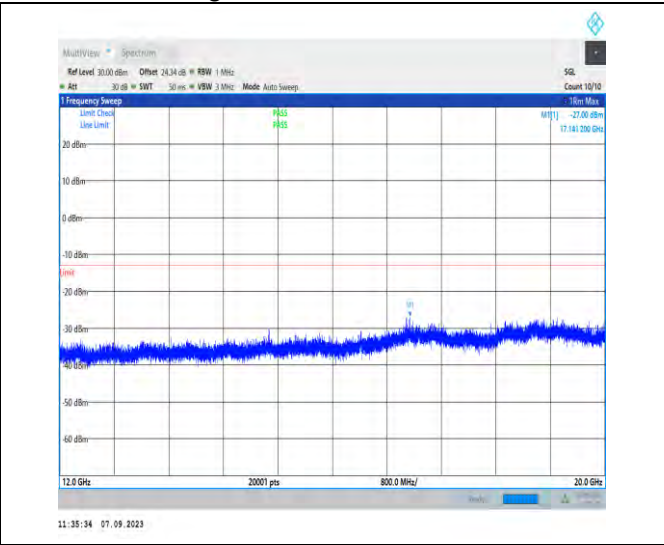 MultiView Spectrum
Ref Level 30.00 dBm Offset 24.34 dB RBW 1 MHz SGL
Att 30 dB SWT 50 ms VBW 3 MHz Mode Auto Sweep Count 10/10
1 Frequency Sweep 1Rm Max
Limit Check PASS M1[1] -27.00 dBm
Line Limit PASS 17.141 200 GHz
20 dBm
10 dBm
0 dBm
-10 dBm
Limit
-20 dBm
M1
-30 dBm
-40 dBm
-50 dBm
-60 dBm
12.0 GHz 20001 pts 800.0 MHz/ 20.0 GHz
11:35:34 07.09.2023